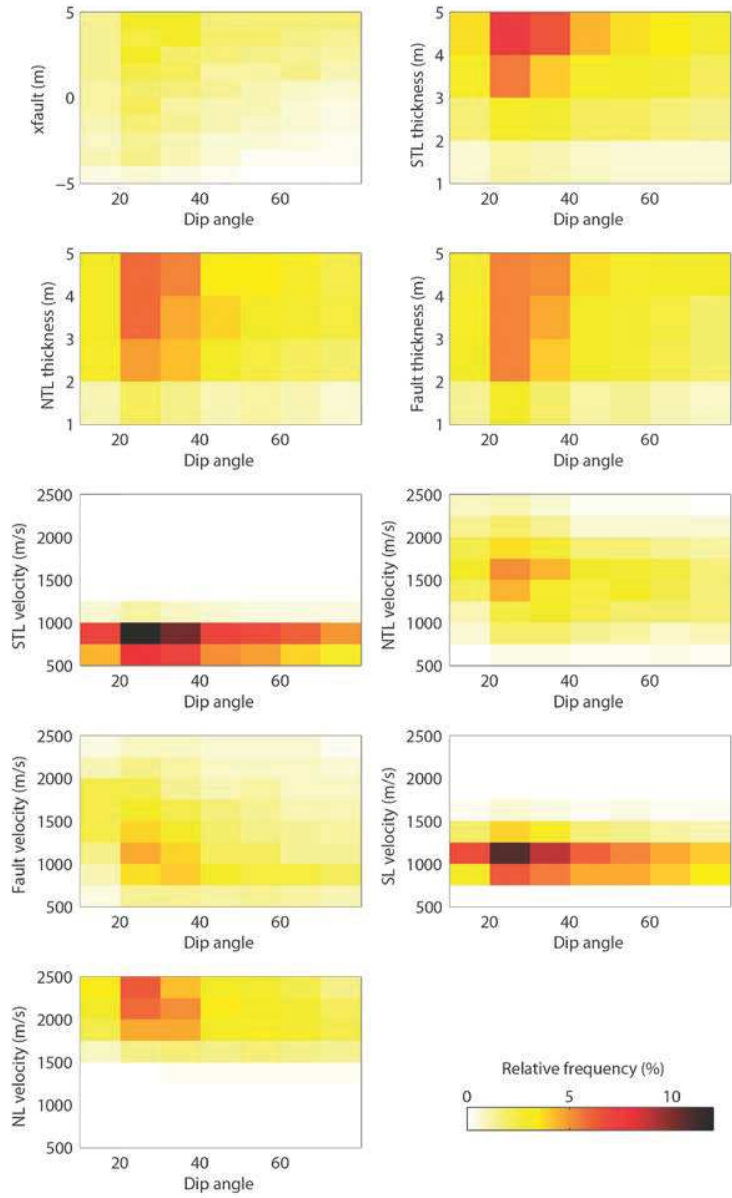 5
0
−5
xfault (m)
20 40 60
Dip angle
5
4
3
2
1
STL thickness (m)
20 40 60
Dip angle
5
4
3
2
1
NTL thickness (m)
20 40 60
Dip angle
5
4
3
2
1
Fault thickness (m)
20 40 60
Dip angle
2500
2000
1500
1000
500
STL velocity (m/s)
20 40 60
Dip angle
2500
2000
1500
1000
500
NTL velocity (m/s)
20 40 60
Dip angle
2500
2000
1500
1000
500
Fault velocity (m/s)
20 40 60
Dip angle
2500
2000
1500
1000
500
SL velocity (m/s)
20 40 60
Dip angle
2500
2000
1500
1000
500
NL velocity (m/s)
20 40 60
Dip angle
Relative frequency (%)
0 5 10